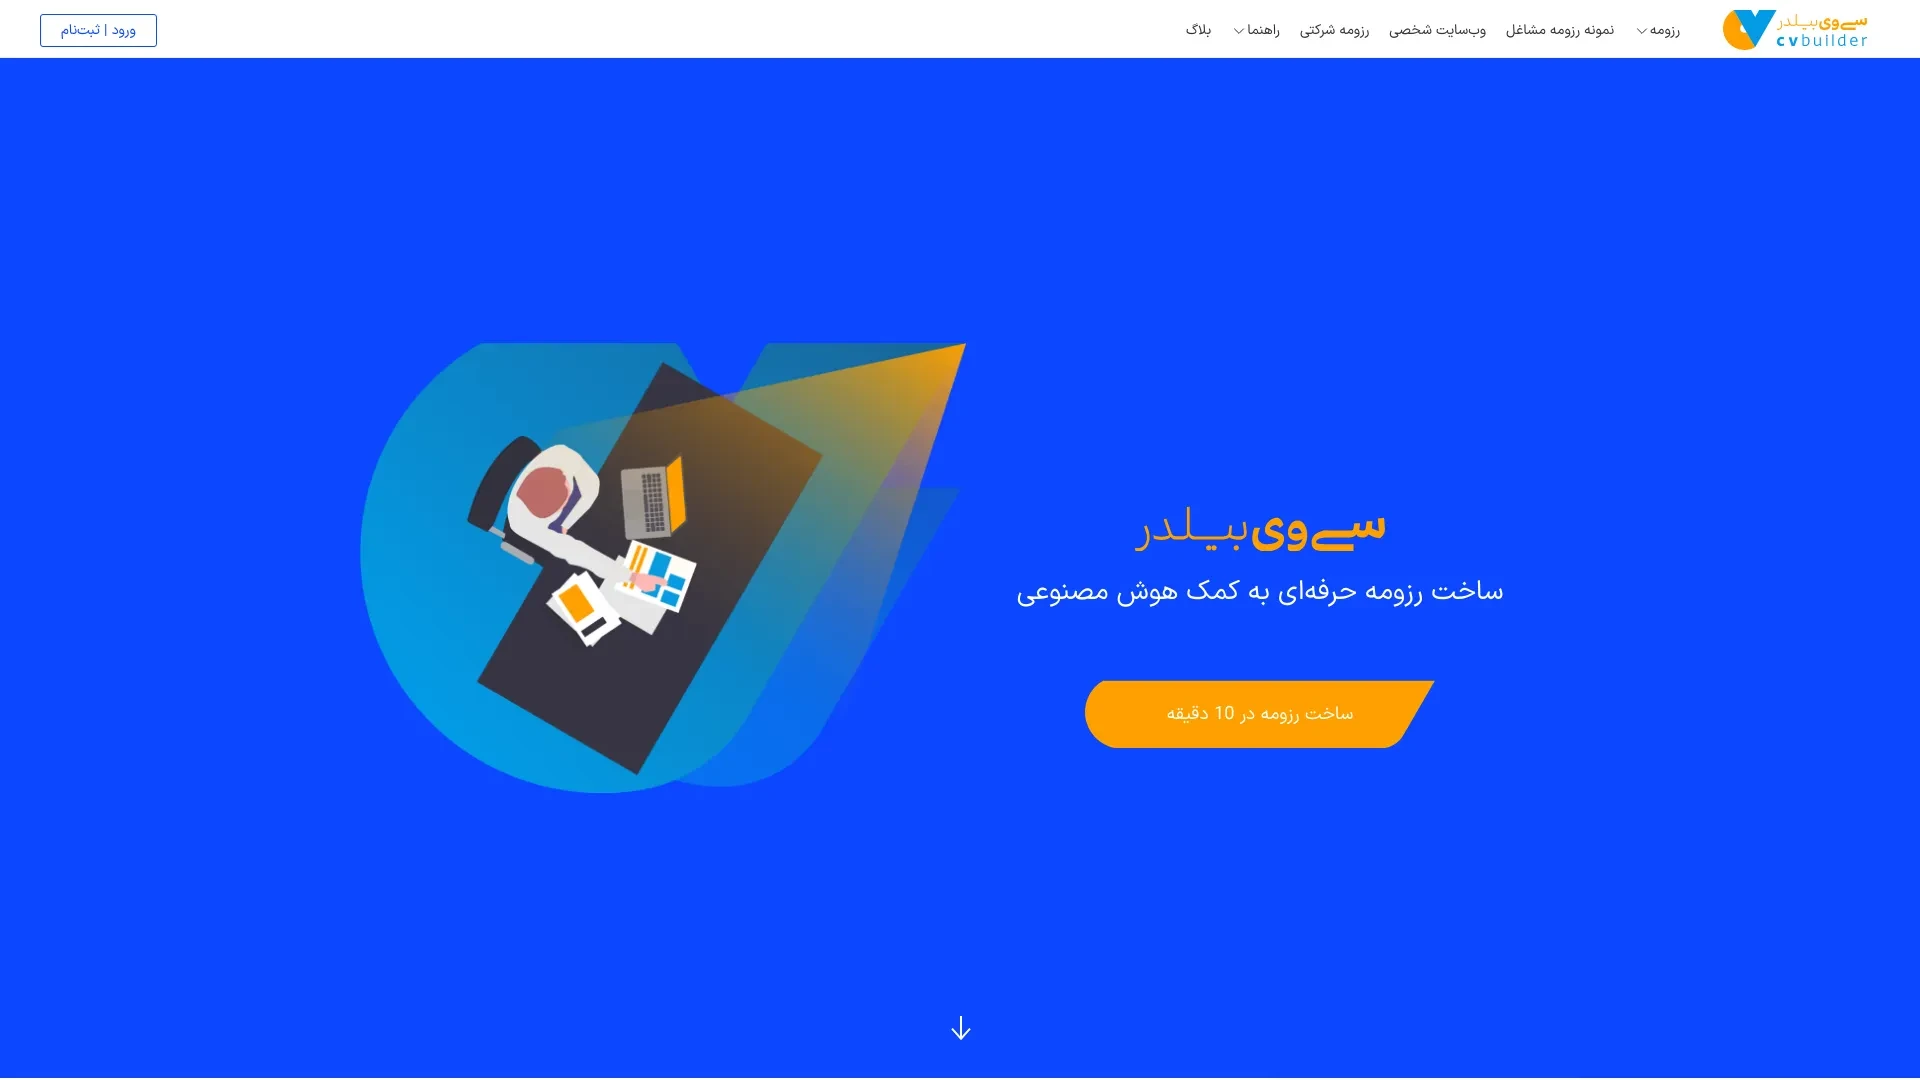 سی‌وی‌بیلدر
cvbuilder
رزومه
نمونه رزومه مشاغل
وب‌سایت شخصی
رزومه شرکتی
راهنما
بلاگ
ورود | ثبت‌نام
سی‌وی‌بیلدر
ساخت رزومه حرفه‌ای به کمک هوش مصنوعی
ساخت رزومه در 10 دقیقه